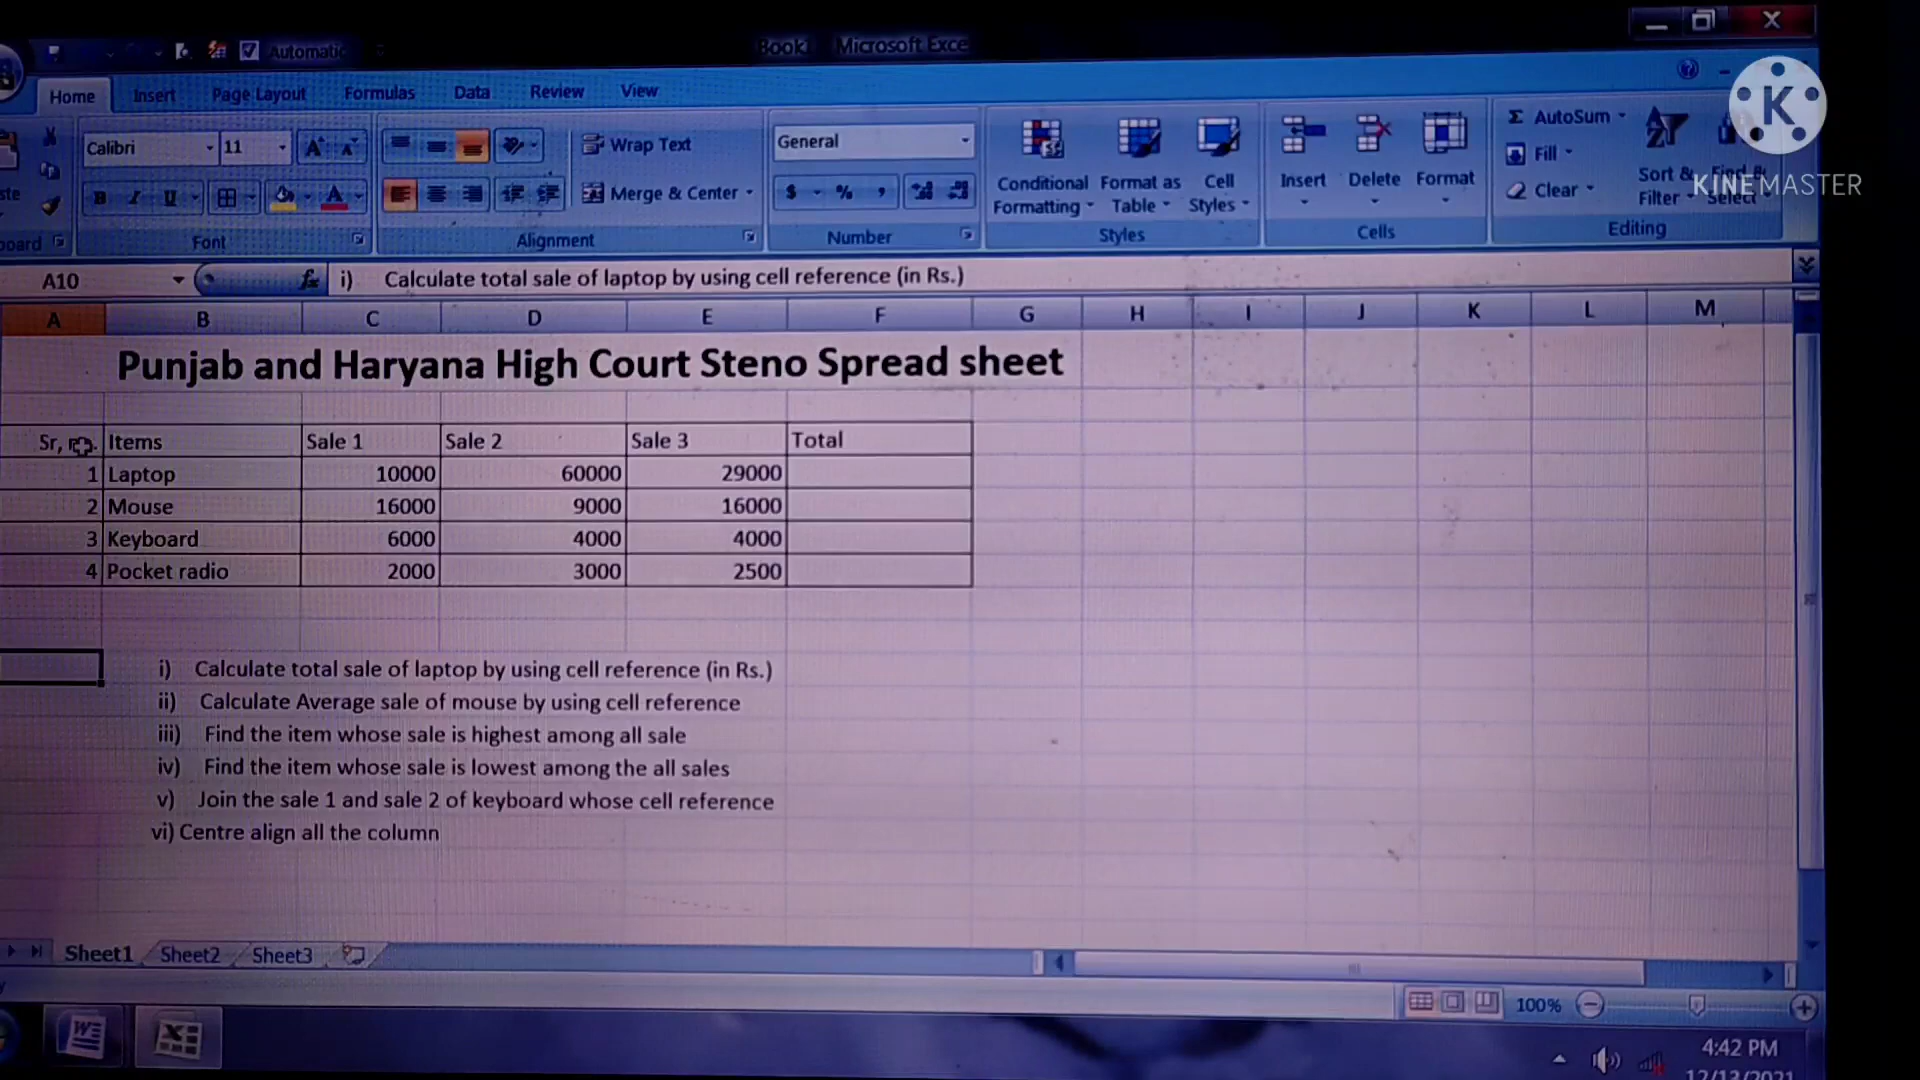 Automatic
Book1 Microsoft Exce
Home Insert Page Layout Formulas Data Review View
Calibri 11 Wrap Text General Conditional Formatting Format as Table Cell Styles Insert Delete Format Σ AutoSum Fill Clear Sort & Filter Find & Select
B I U Merge & Center $ % ,
Font Alignment Number Styles Cells Editing
K
KINEMASTER
A10 fx i) Calculate total sale of laptop by using cell reference (in Rs.)
A B C D E F G H I J K L M
Punjab and Haryana High Court Steno Spread sheet
Sr, Items Sale 1 Sale 2 Sale 3 Total
1 Laptop 10000 60000 29000
2 Mouse 16000 9000 16000
3 Keyboard 6000 4000 4000
4 Pocket radio 2000 3000 2500
i) Calculate total sale of laptop by using cell reference (in Rs.)
ii) Calculate Average sale of mouse by using cell reference
iii) Find the item whose sale is highest among all sale
iv) Find the item whose sale is lowest among the all sales
v) Join the sale 1 and sale 2 of keyboard whose cell reference
vi) Centre align all the column
Sheet1 Sheet2 Sheet3
100%
4:42 PM
12/13/2021